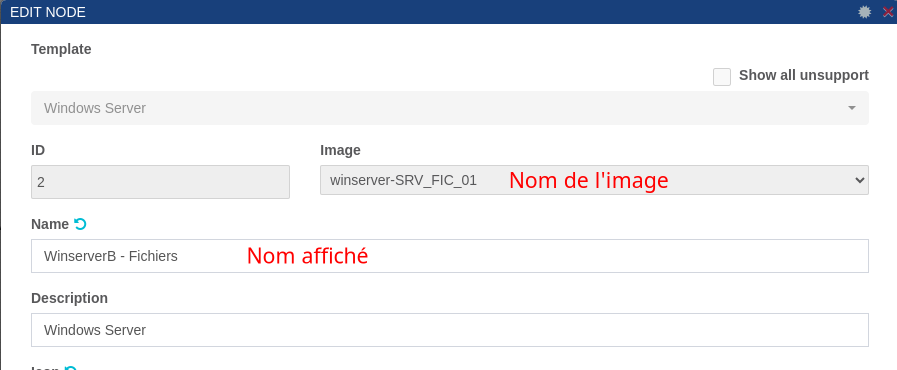 EDIT NODE
Template
Show all unsupport
Windows Server
ID
Image
2
winserver-SRV_FIC_01 Nom de l'image
Name
WinserverB - Fichiers Nom affiché
Description
Windows Server